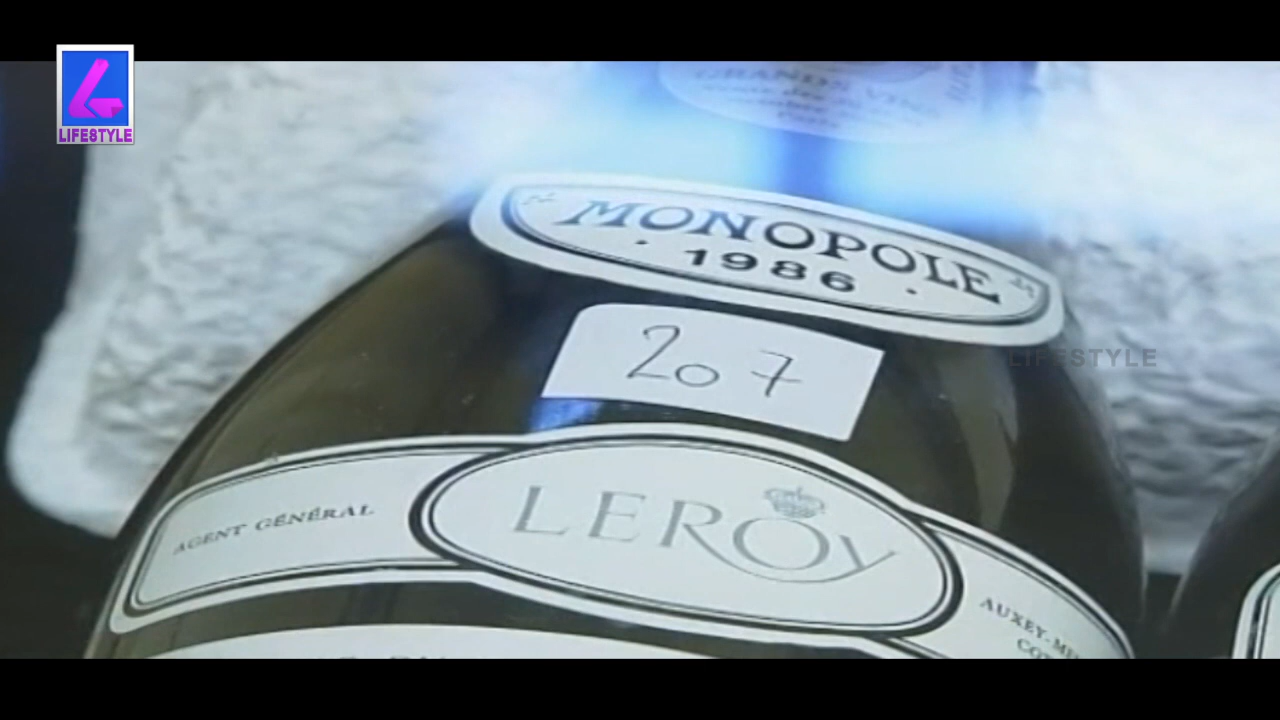 LIFESTYLE
MONOPOLE
1986
207
LIFESTYLE
LEROY
AGENT GÉNÉRAL